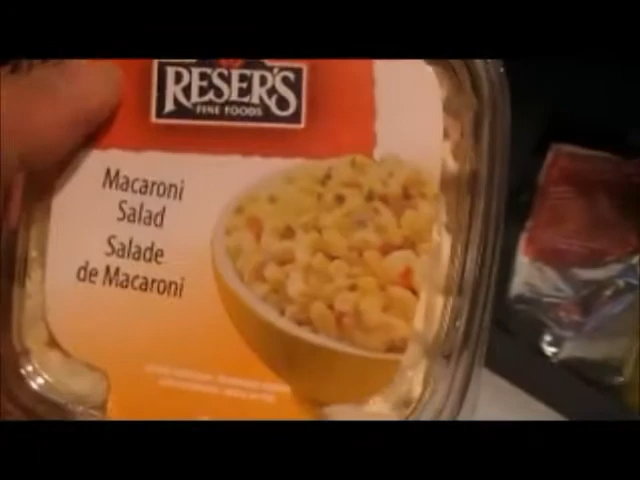 RESER'S
FINE FOODS
Macaroni
Salad
Salade
de Macaroni